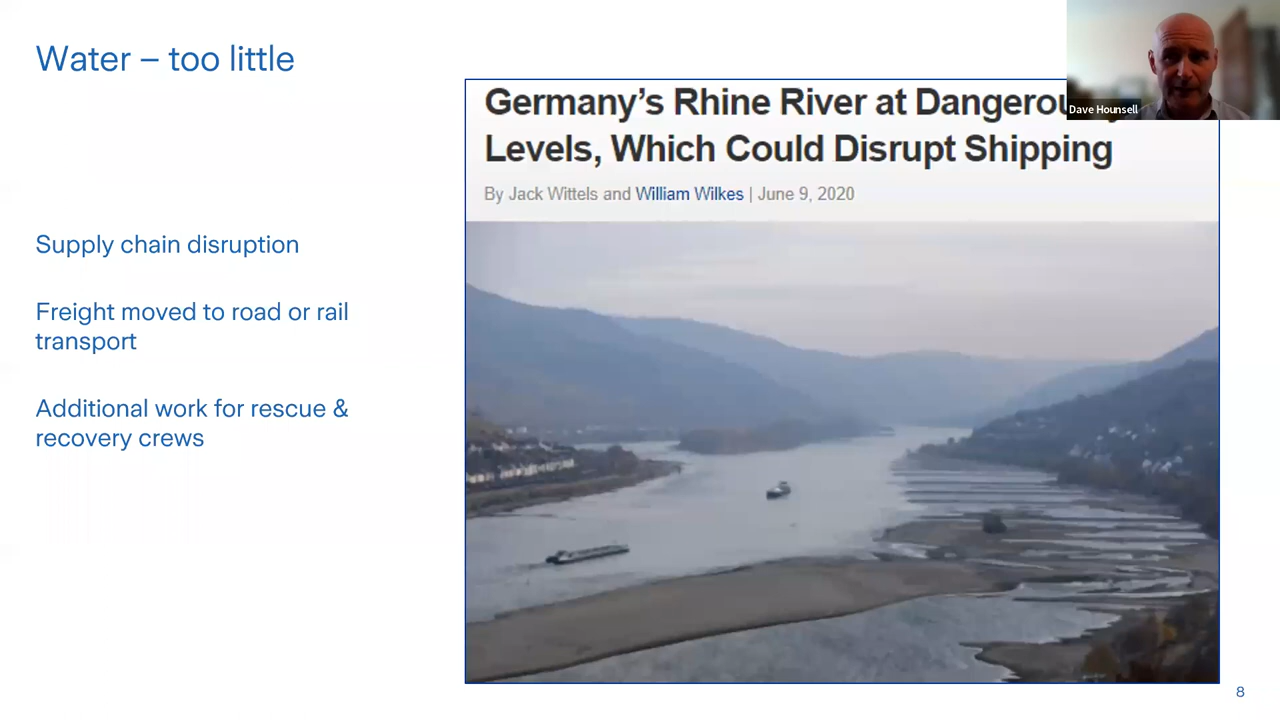 Water – too little
Dave Hounsell
Germany's Rhine River at
Levels, Which Could Disrupt Shipping
By Jack Wittels and William Wilkes | June 9, 2020
Supply chain disruption
Freight moved to road or rail
transport
Additional work for rescue &
recovery crews
8